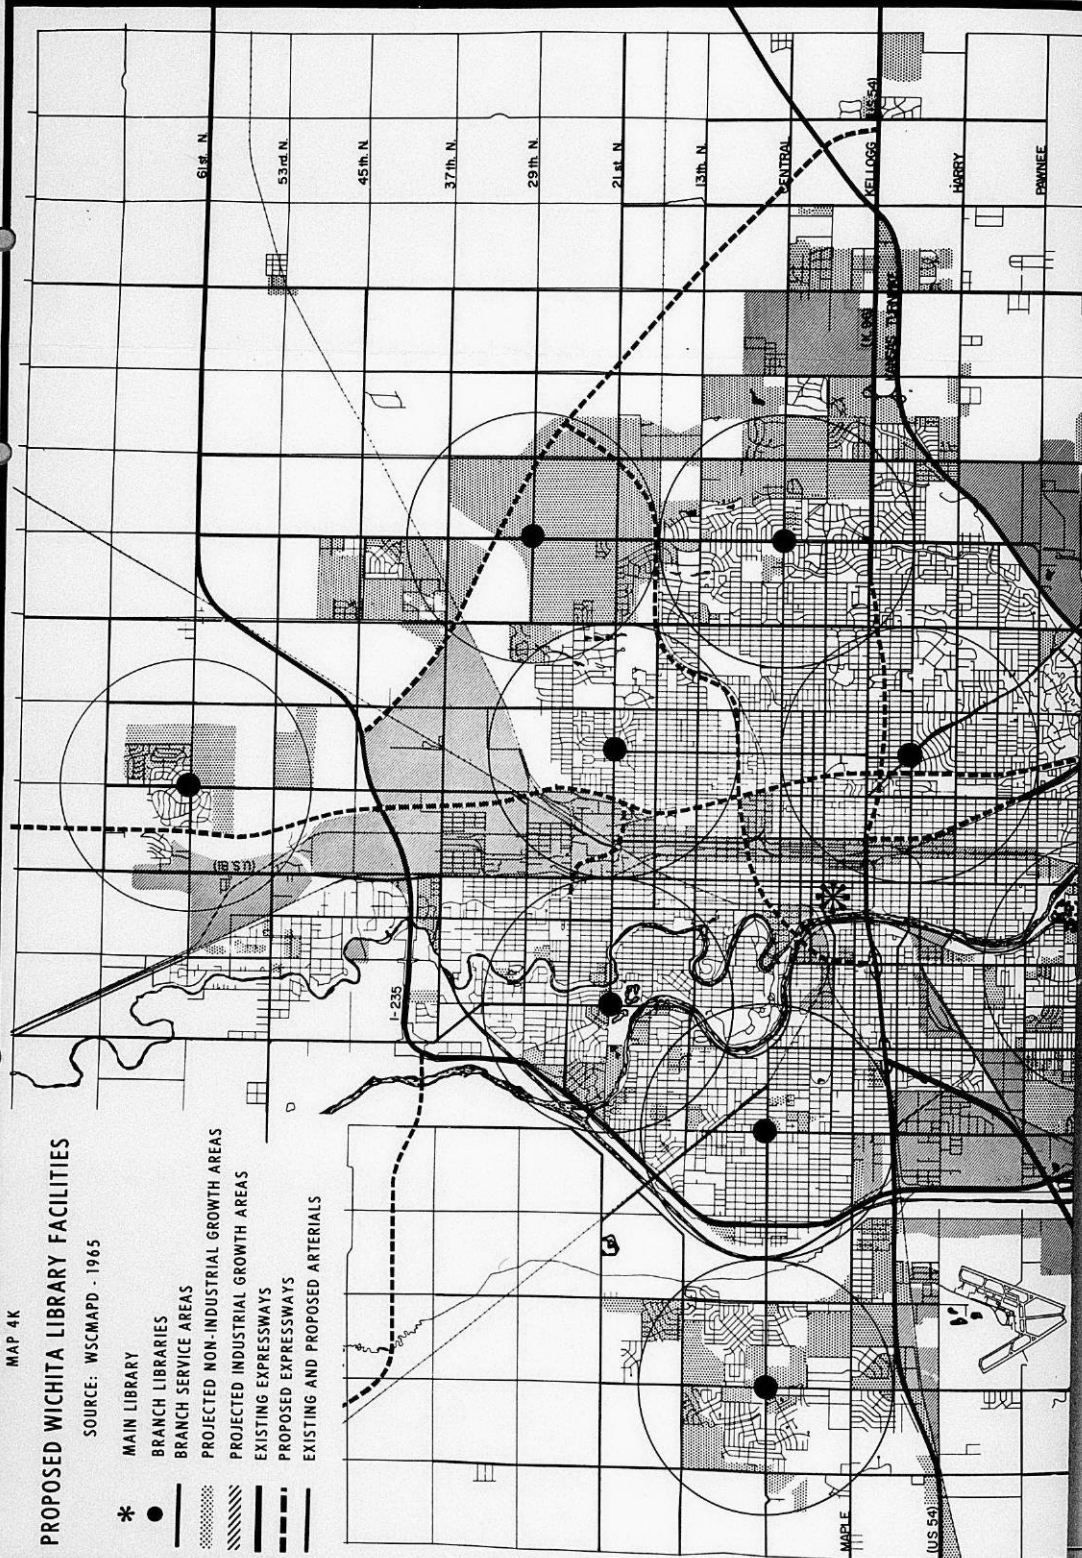 MAP 4K
PROPOSED WICHITA LIBRARY FACILITIES
SOURCE: WSCMAPD - 1965
MAIN LIBRARY
BRANCH LIBRARIES
BRANCH SERVICE AREAS
PROJECTED NON-INDUSTRIAL GROWTH AREAS
PROJECTED INDUSTRIAL GROWTH AREAS
EXISTING EXPRESSWAYS
PROPOSED EXPRESSWAYS
EXISTING AND PROPOSED ARTERIALS
61st N.
53rd N.
45th N.
37th N.
29th N.
21st N.
13th N.
CENTRAL
KELLOGG (US 54)
HARRY
PAWNEE
KANSAS TURNPIKE
(U.S. 81)
I-235
MAPLE
(US 54)